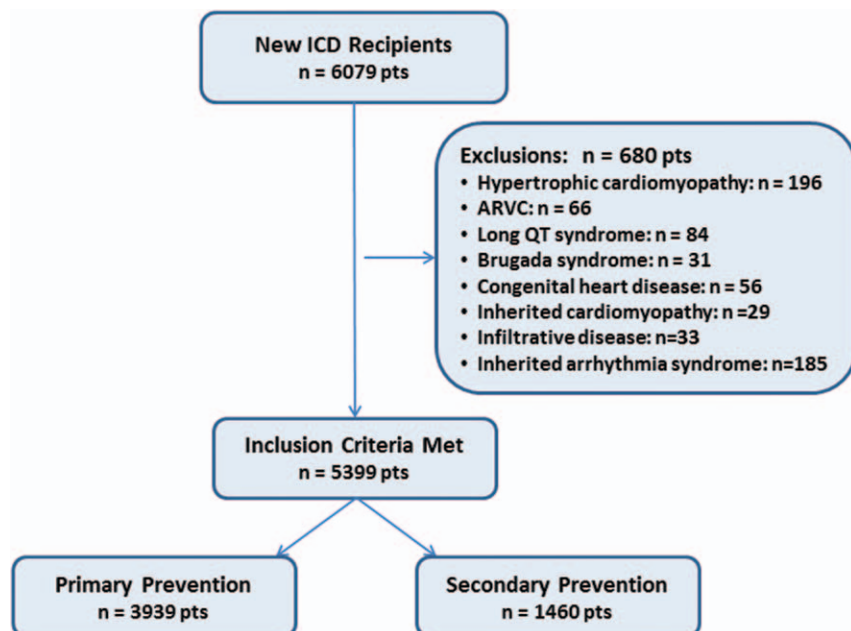 New ICD Recipients
n = 6079 pts
Exclusions: n = 680 pts
• Hypertrophic cardiomyopathy: n = 196
• ARVC: n = 66
• Long QT syndrome: n = 84
• Brugada syndrome: n = 31
• Congenital heart disease: n = 56
• Inherited cardiomyopathy: n =29
• Infiltrative disease: n=33
• Inherited arrhythmia syndrome: n=185
Inclusion Criteria Met
n = 5399 pts
Primary Prevention
n = 3939 pts
Secondary Prevention
n = 1460 pts